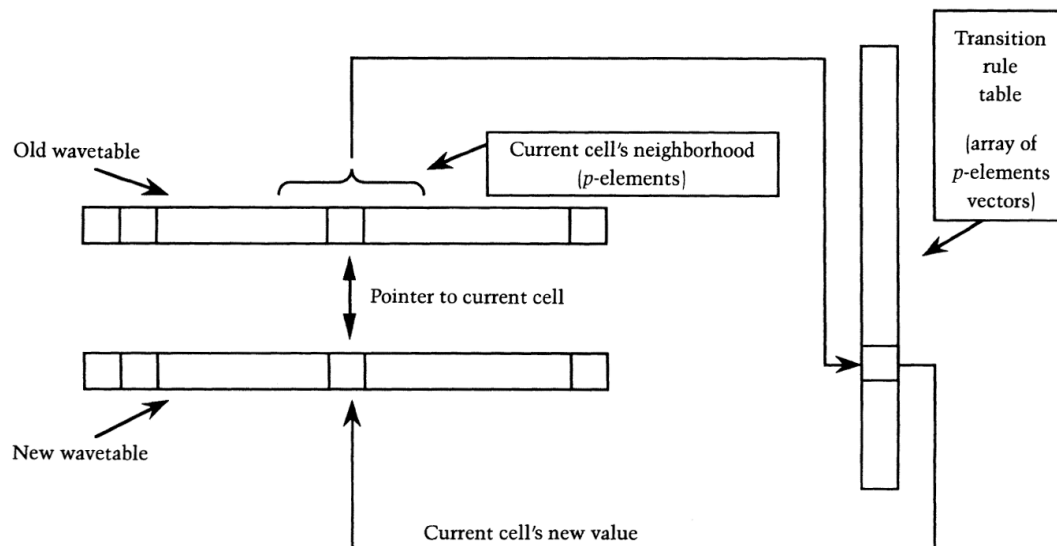 Transition
rule
table
(array of
p-elements
vectors)
Old wavetable
Current cell's neighborhood
(p-elements)
Pointer to current cell
New wavetable
Current cell's new value